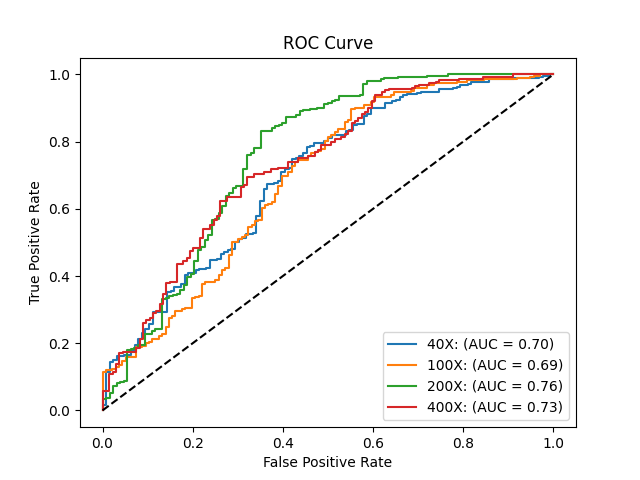 ROC Curve
True Positive Rate
1.0
0.8
0.6
0.4
0.2
0.0
40X: (AUC = 0.70)
100X: (AUC = 0.69)
200X: (AUC = 0.76)
400X: (AUC = 0.73)
0.0 0.2 0.4 0.6 0.8 1.0
False Positive Rate